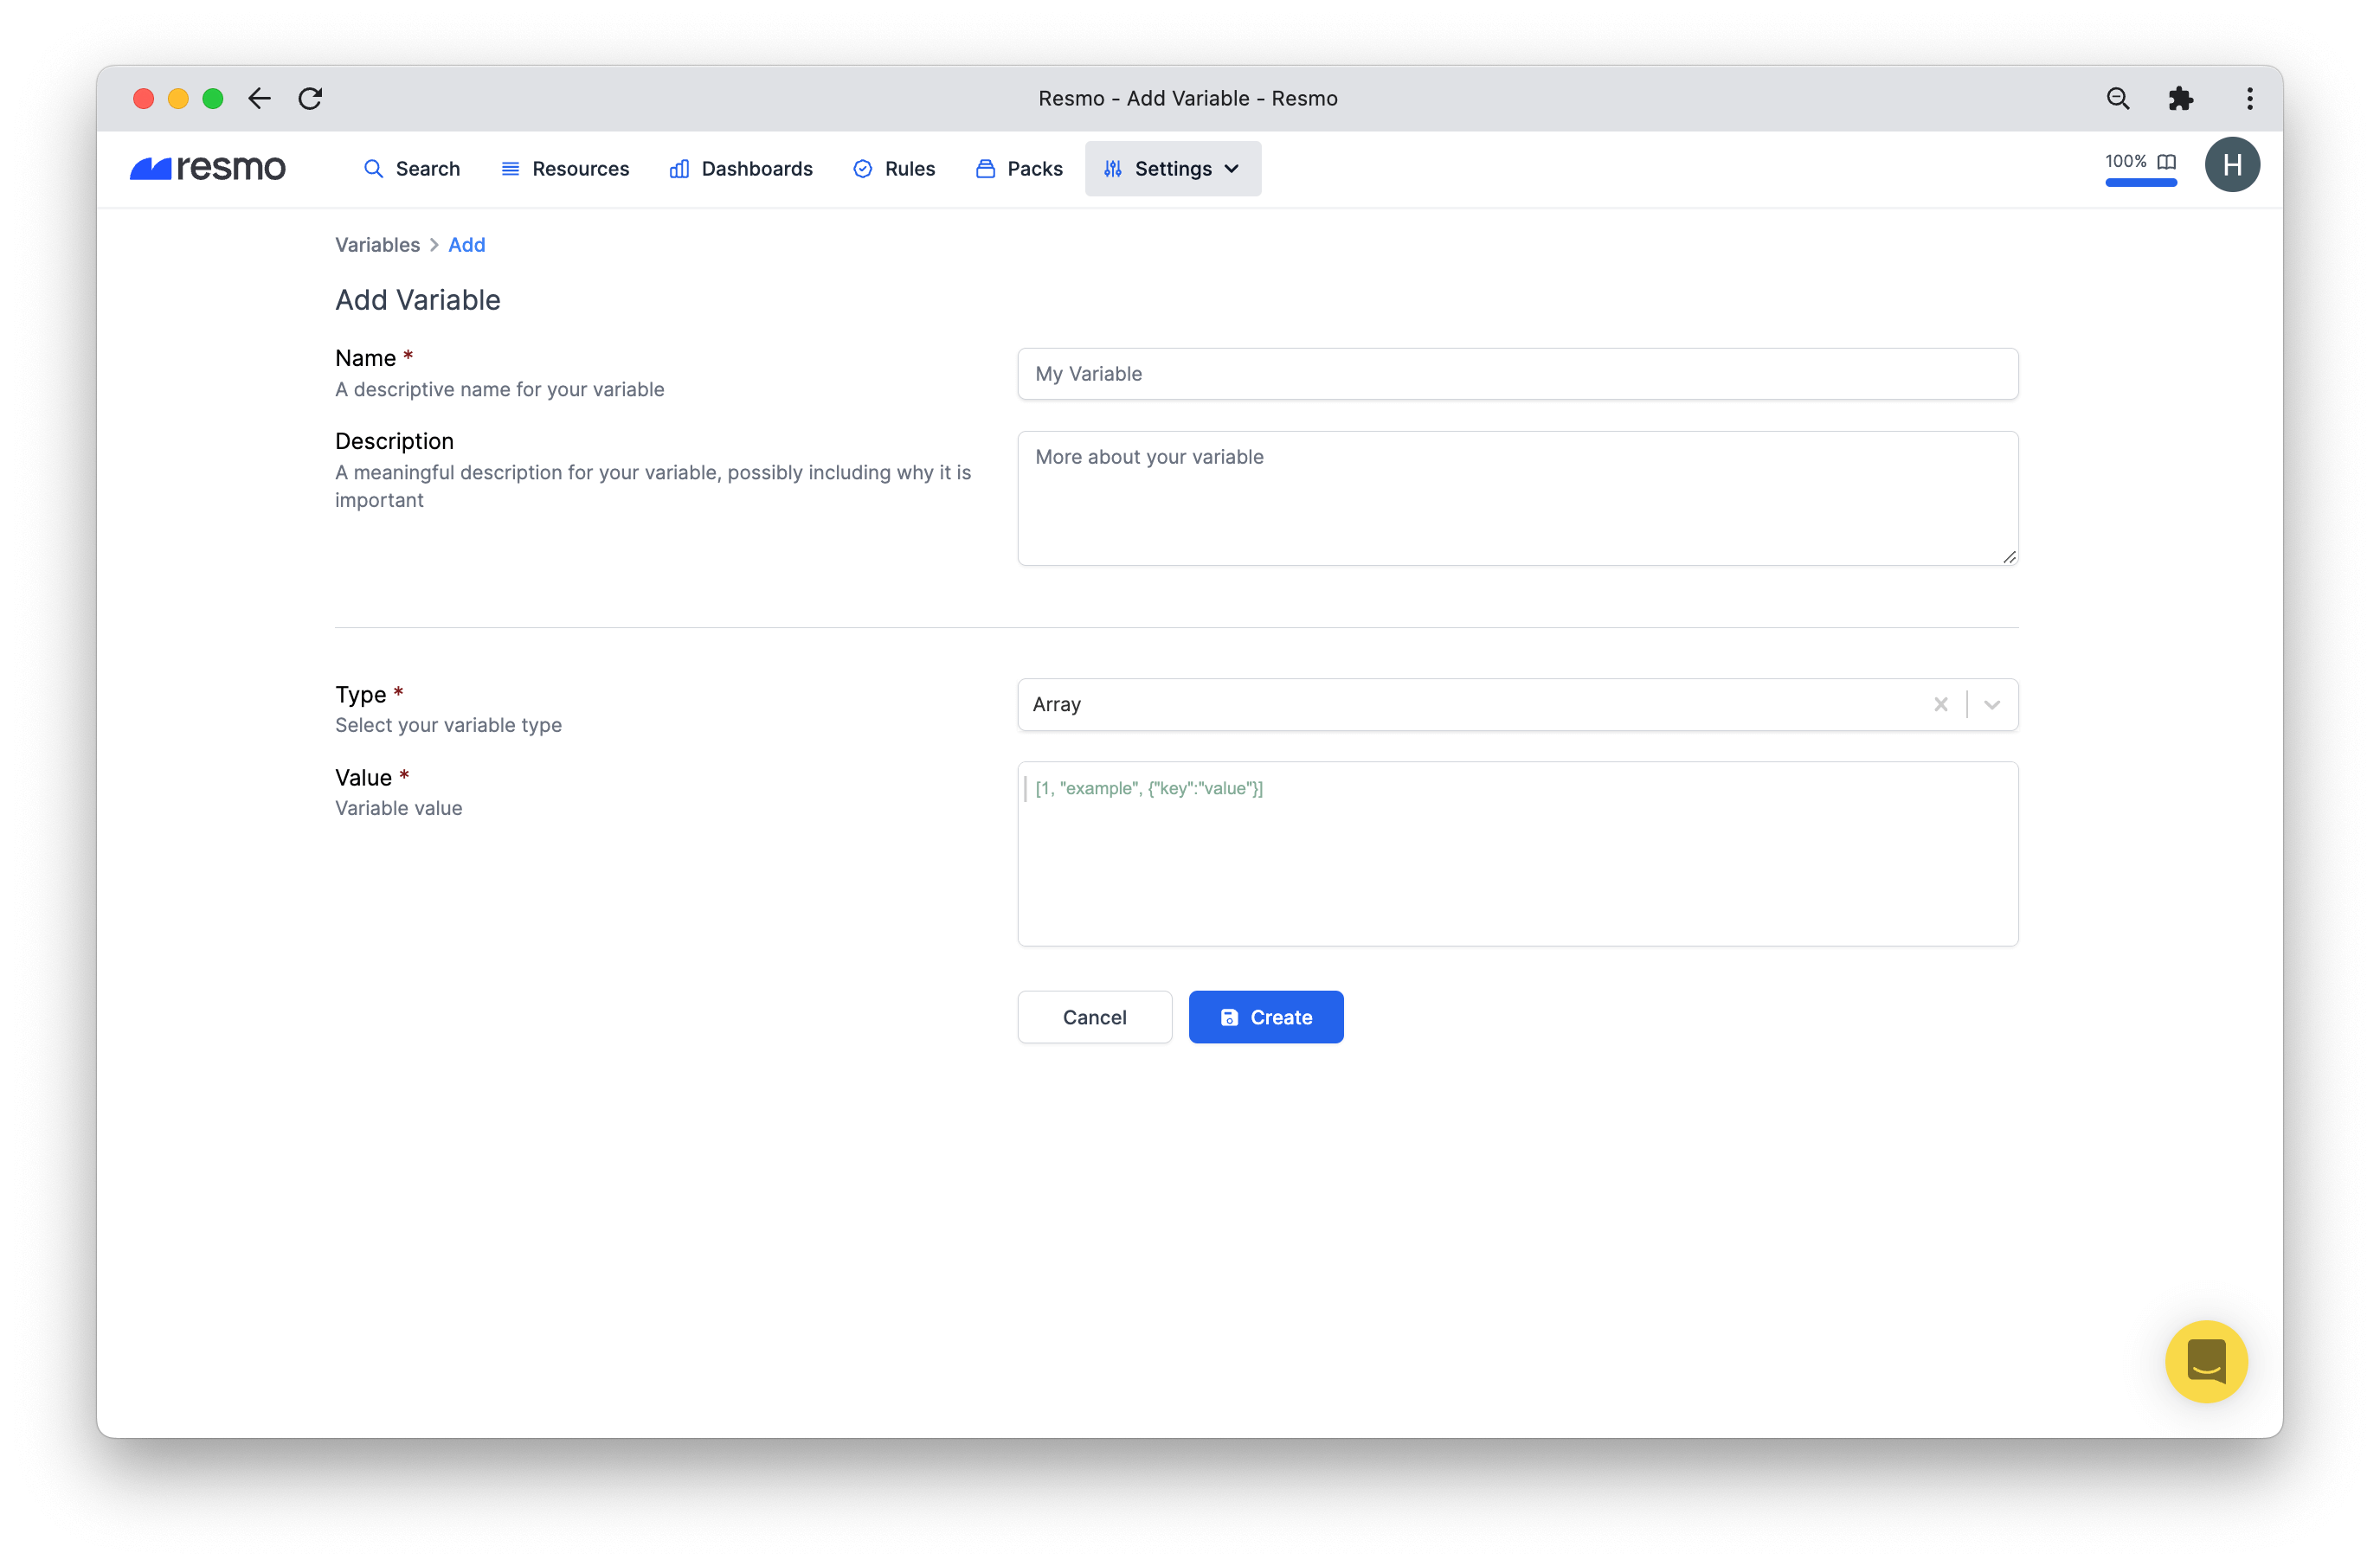 Resmo - Add Variable - Resmo
resmo Search Resources Dashboards Rules Packs Settings 100% H
Variables > Add
Add Variable
Name *
A descriptive name for your variable
My Variable
Description
A meaningful description for your variable, possibly including why it is
important
More about your variable
Type *
Select your variable type
Array
Value *
Variable value
[1, "example", {"key":"value"}]
Cancel Create